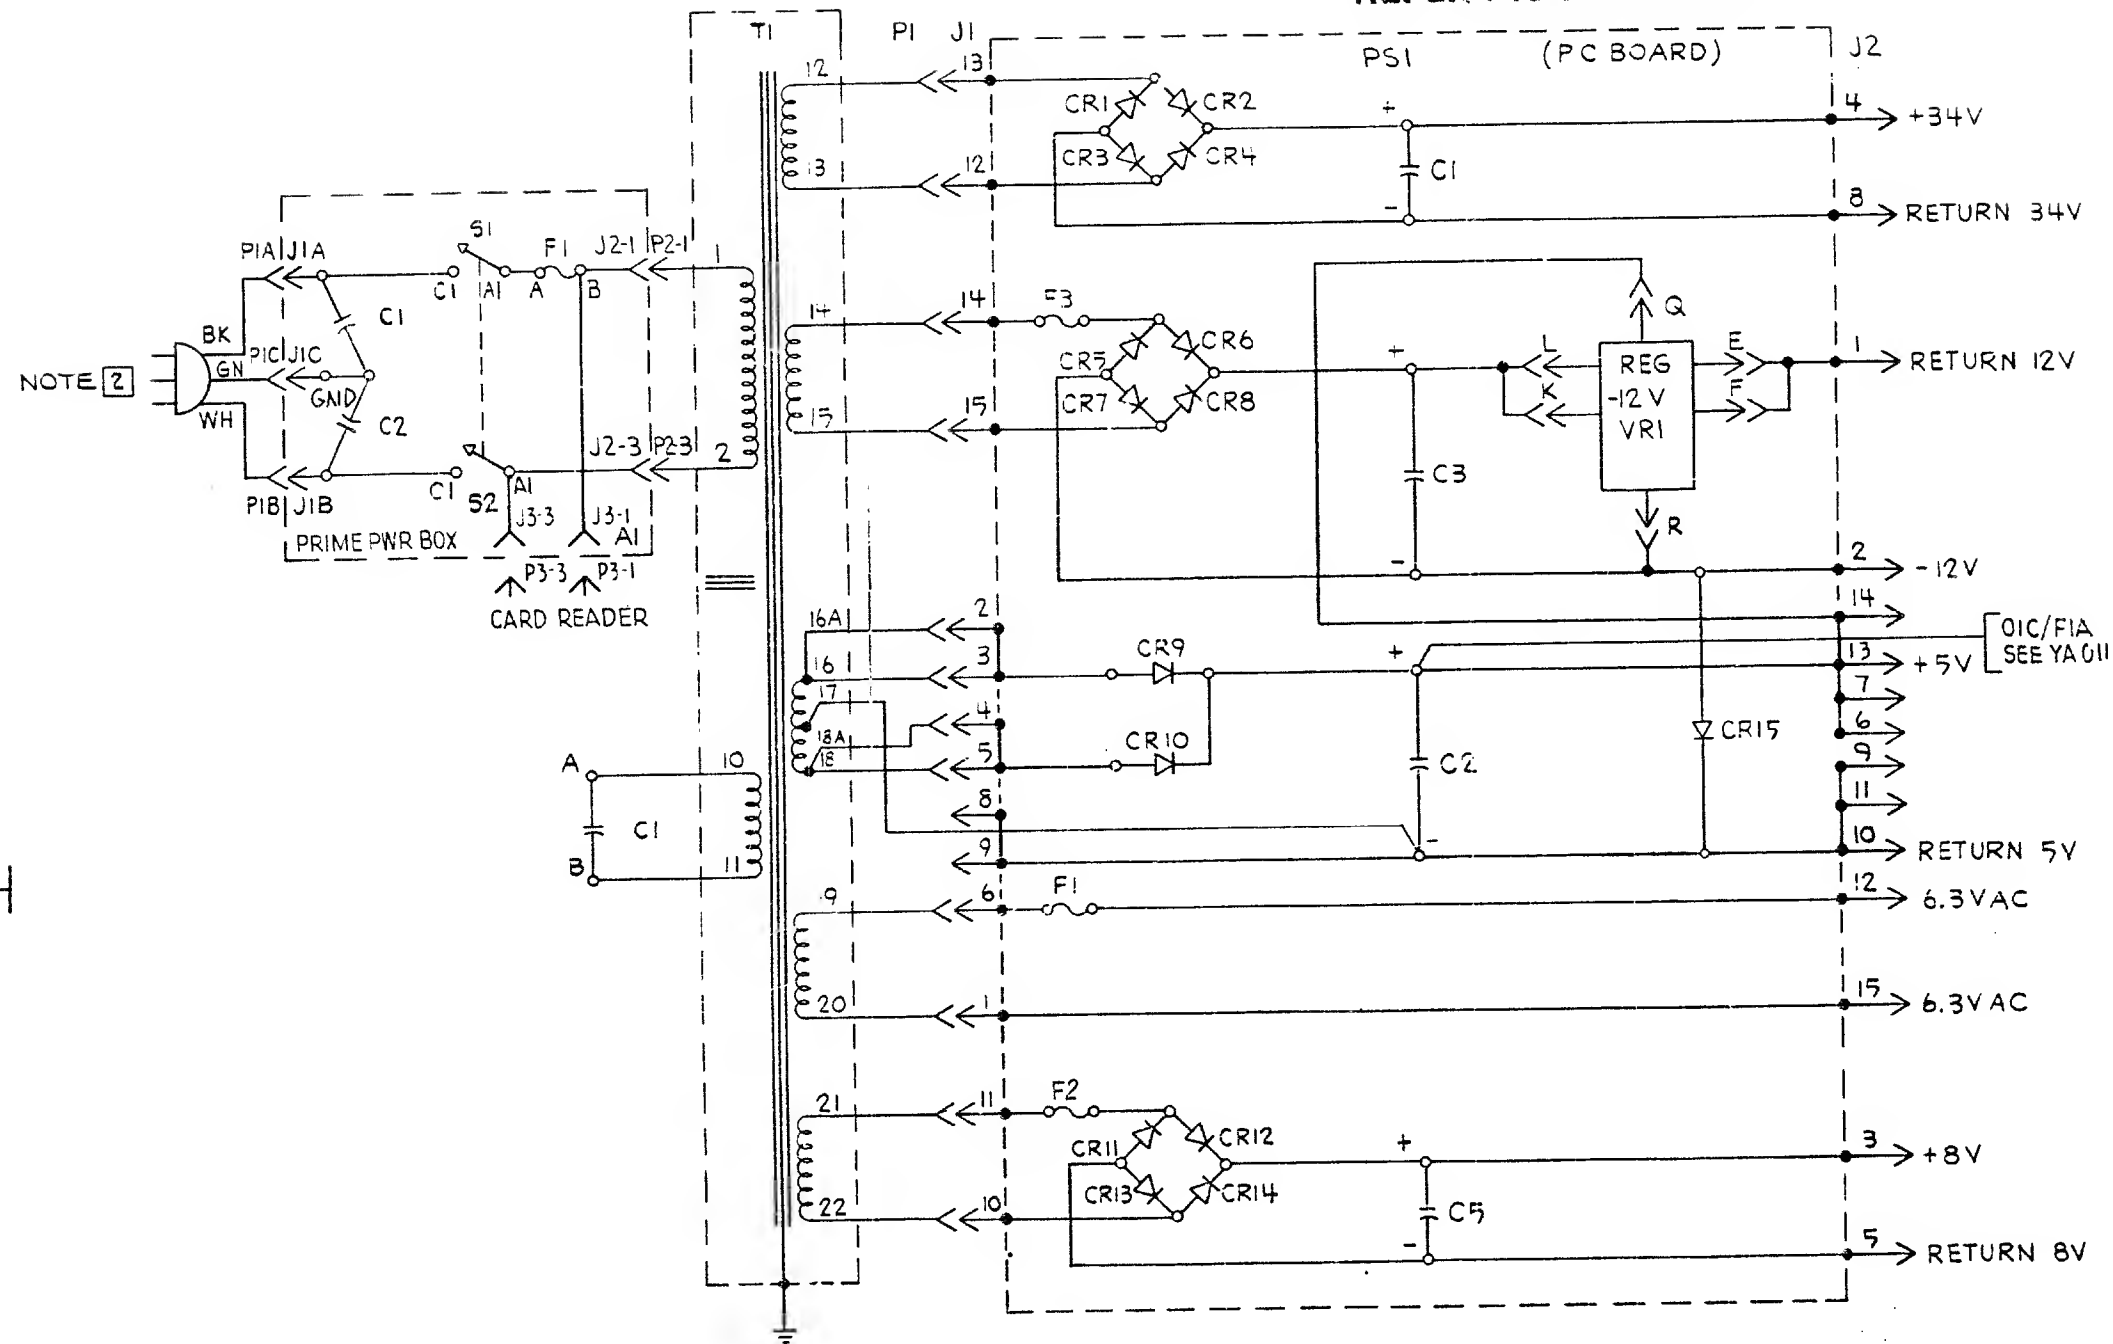 T1
P1 J1
PS1 (PC BOARD) J2
12 13
CR1 CR2
4 +34V
CR3 CR4
+
C1
13 12
-
8 RETURN 34V
S1
P1A J1A
F1
J2-1 P2-1
1
C1 A1 A B
C1
BK
P1C J1C
GN
NOTE 2
GND
WH
C2
J2-3 P2-3
2
C1 A1
S2
P1B J1B
J3-3 J3-1
PRIME PWR BOX A1
P3-3 P3-1
CARD READER
14 14 F3
Q
CR5 CR6
+
L REG E
1 RETURN 12V
K -12V F
CR7 CR8
VR1
15 15
C3
R
-
2 -12V
14
16A 2
CR9
+
OIC/F1A
SEE YA011
16 3
13 +5V
17
7
4
18A
6
CR10
CR15
18 5
9
C2
A
10
8
11
C1
-
9
10 RETURN 5V
B
11
19 6 F1
12 6.3VAC
20 1
15 6.3VAC
21 11 F2
CR11 CR12
+
3 +8V
CR13 CR14
C5
22 10
-
5 RETURN 8V